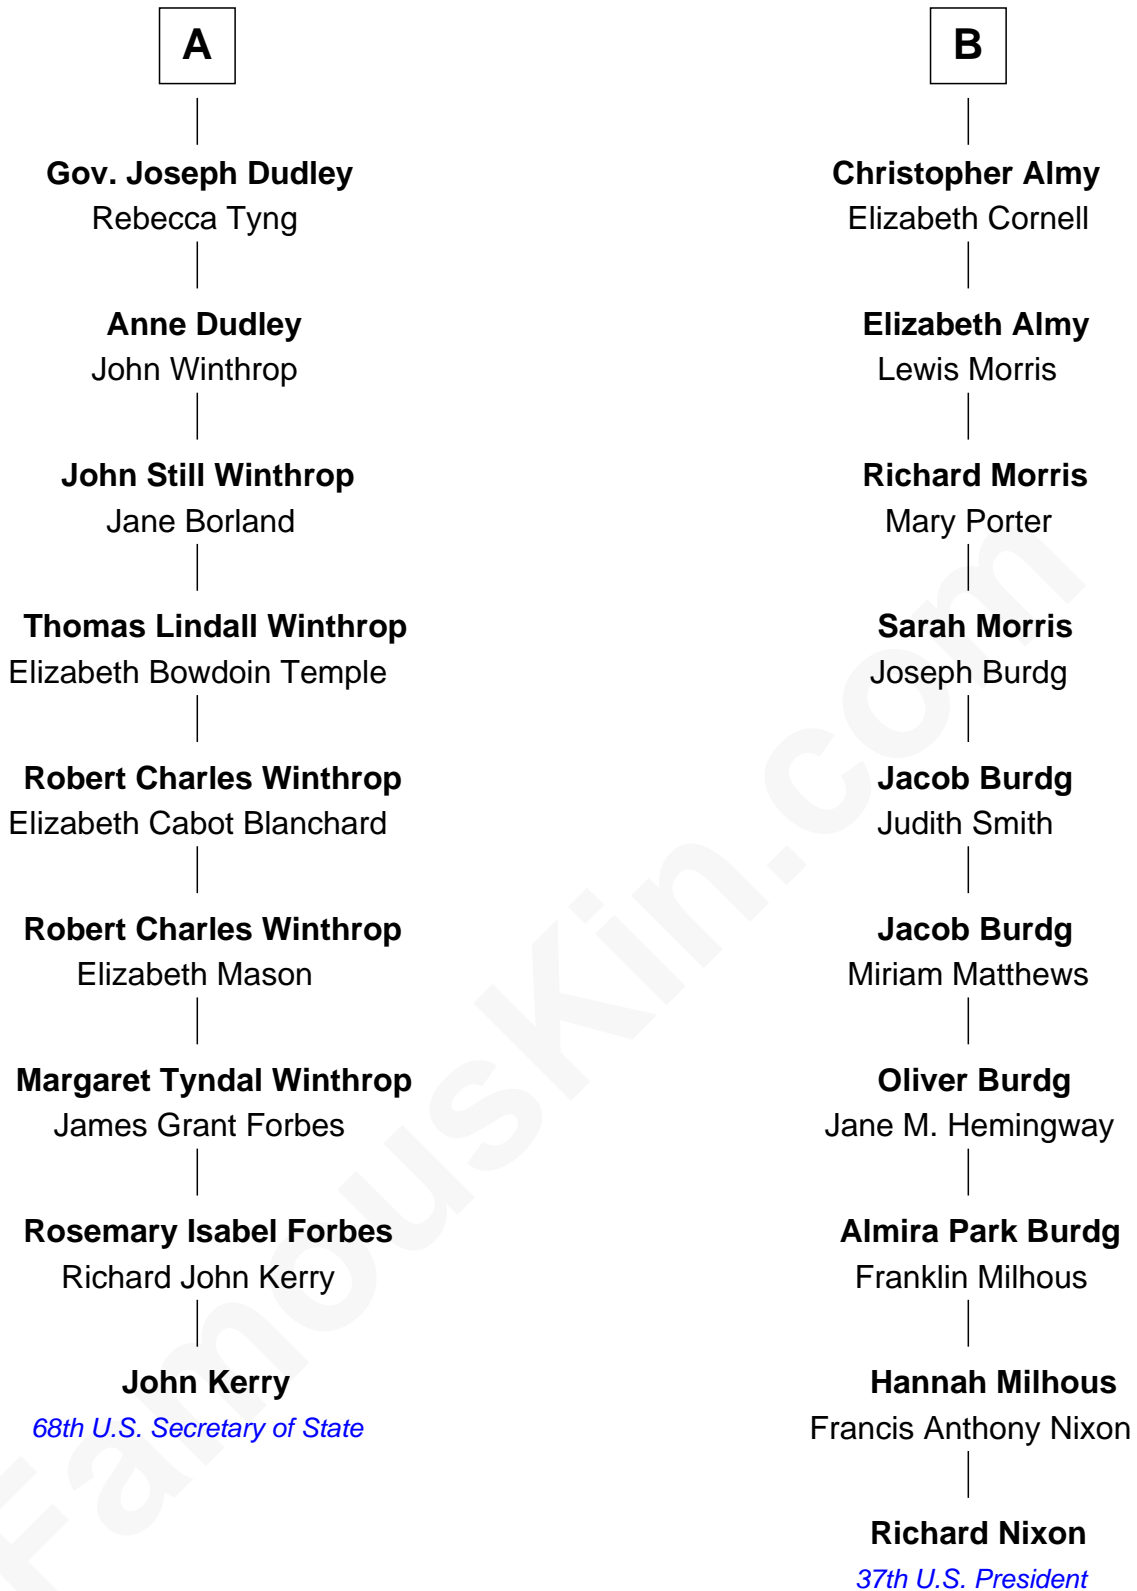 A
Gov. Joseph Dudley
Rebecca Tyng
Anne Dudley
John Winthrop
John Still Winthrop
Jane Borland
Thomas Lindall Winthrop
Elizabeth Bowdoin Temple
Robert Charles Winthrop
Elizabeth Cabot Blanchard
Robert Charles Winthrop
Elizabeth Mason
Margaret Tyndal Winthrop
James Grant Forbes
Rosemary Isabel Forbes
Richard John Kerry
John Kerry
68th U.S. Secretary of State
B
Christopher Almy
Elizabeth Cornell
Elizabeth Almy
Lewis Morris
Richard Morris
Mary Porter
Sarah Morris
Joseph Burdg
Jacob Burdg
Judith Smith
Jacob Burdg
Miriam Matthews
Oliver Burdg
Jane M. Hemingway
Almira Park Burdg
Franklin Milhous
Hannah Milhous
Francis Anthony Nixon
Richard Nixon
37th U.S. President
FamousKin.com